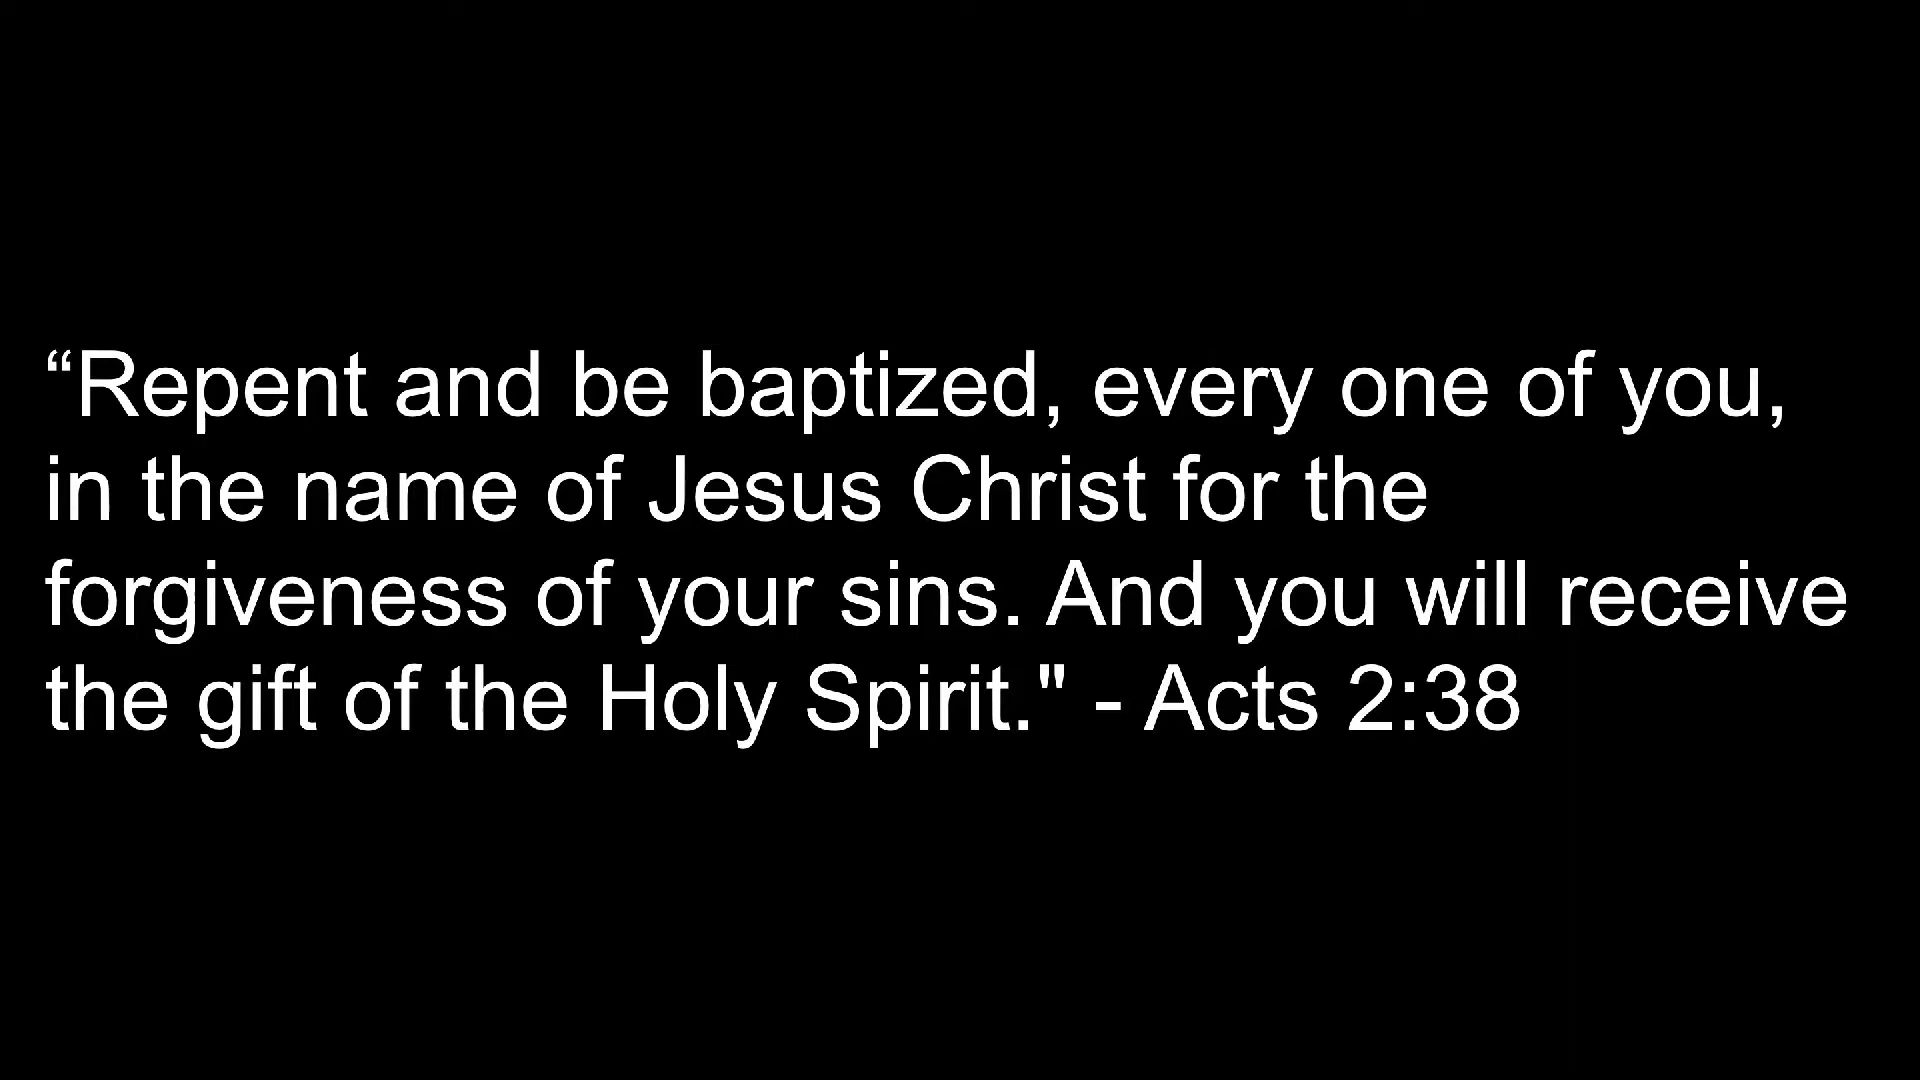 “Repent and be baptized, every one of you,
in the name of Jesus Christ for the
forgiveness of your sins. And you will receive
the gift of the Holy Spirit." - Acts 2:38